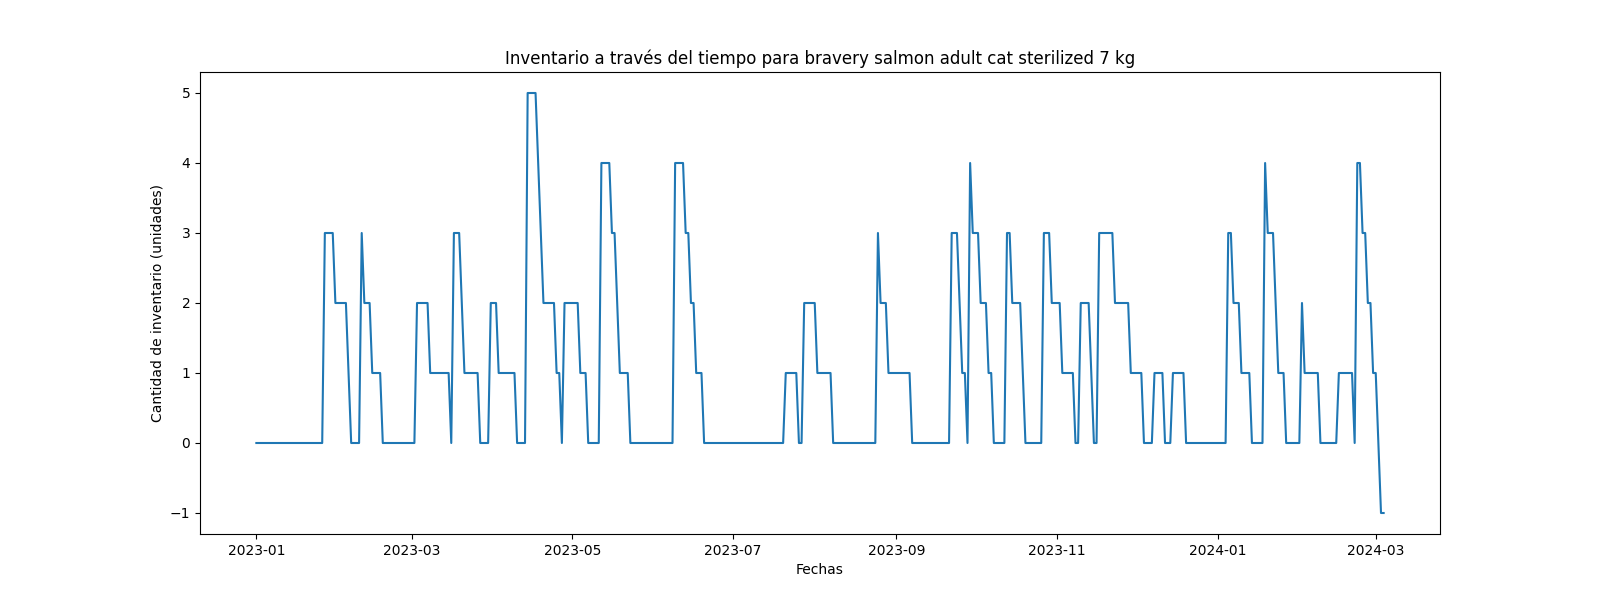 Inventario a través del tiempo para bravery salmon adult cat sterilized 7 kg
Cantidad de inventario (unidades)
5
4
3
2
1
0
−1
2023-01 2023-03 2023-05 2023-07 2023-09 2023-11 2024-01 2024-03
Fechas